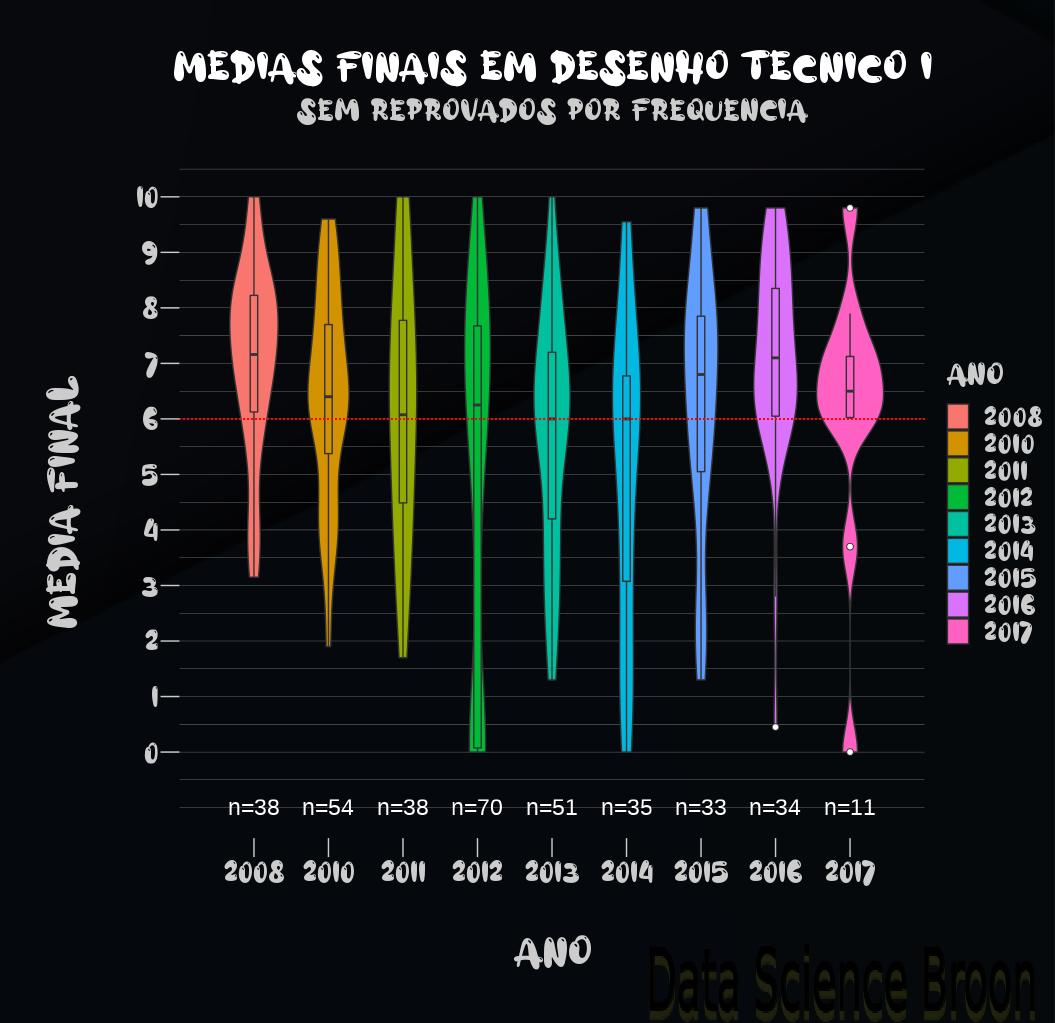 MEDIAS FINAIS EM DESENHO TECNICO I
SEM REPROVADOS POR FREQUENCIA
MEDIA FINAL
10
9
8
7
6
5
4
3
2
1
0
n=38 n=54 n=38 n=70 n=51 n=35 n=33 n=34 n=11
2008 2010 2011 2012 2013 2014 2015 2016 2017
ANO
ANO
2008
2010
2011
2012
2013
2014
2015
2016
2017
Data Science Broon